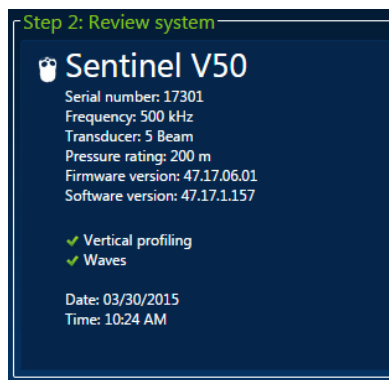 Step 2: Review system
Sentinel V50
Serial number: 17301
Frequency: 500 kHz
Transducer: 5 Beam
Pressure rating: 200 m
Firmware version: 47.17.06.01
Software version: 47.17.1.157
Vertical profiling
Waves
Date: 03/30/2015
Time: 10:24 AM